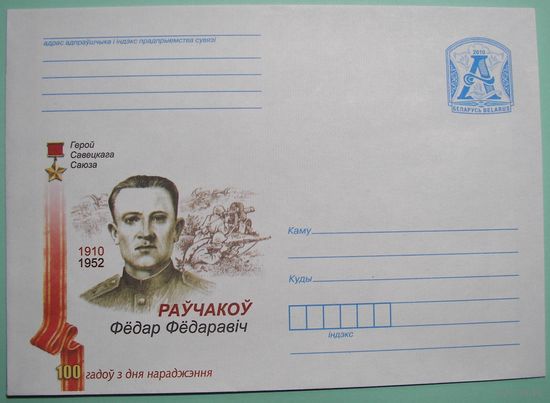 адрас адпраўшчыка і індэкс прадпрыемства сувязі
2010
А
БЕЛАРУСЬ BELARUS
Герой
Савецкага
Саюза
1910
1952
РАЎЧАКОЎ
Фёдар Фёдаравіч
100 гадоў з дня нараджэння
Каму
Куды
індэкс